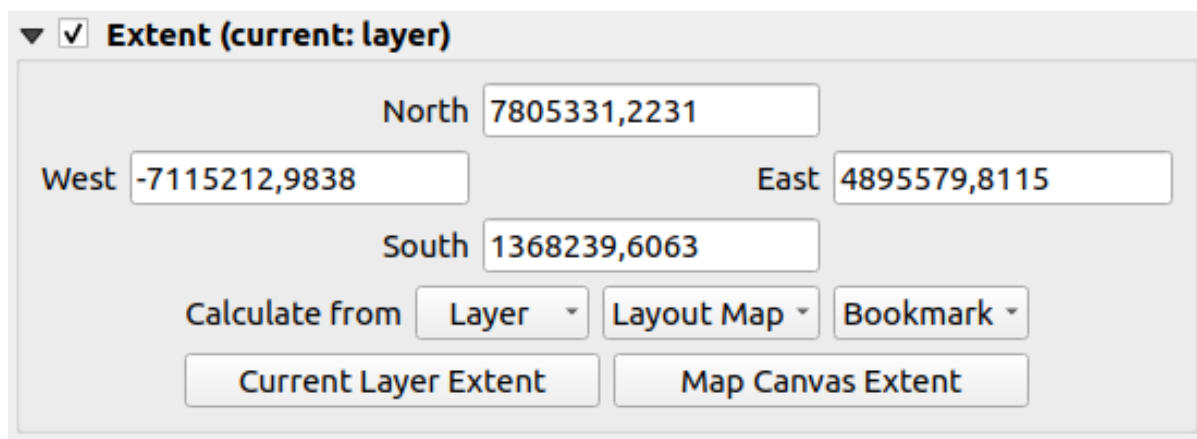 Extent (current: layer)
North 7805331,2231
West -7115212,9838 East 4895579,8115
South 1368239,6063
Calculate from Layer Layout Map Bookmark
Current Layer Extent Map Canvas Extent